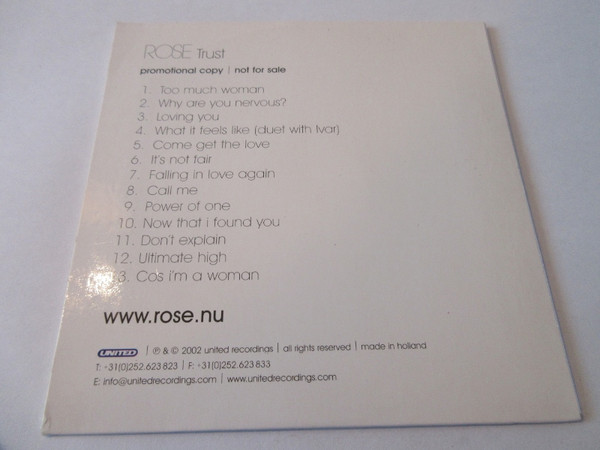 ROSE Trust
promotional copy | not for sale
1. Too much woman
2. Why are you nervous?
3. Loving you
4. What it feels like (duet with Ivar)
5. Come get the love
6. It's not fair
7. Falling in love again
8. Call me
9. Power of one
10. Now that i found you
11. Don't explain
12. Ultimate high
3. Cos i'm a woman
www.rose.nu
UNITED | ℗ & © 2002 united recordings | all rights reserved | made in holland
T: +31(0)252.623 823 | F: +31(0)252.623 833
E: info@unitedrecordings.com | www.unitedrecordings.com